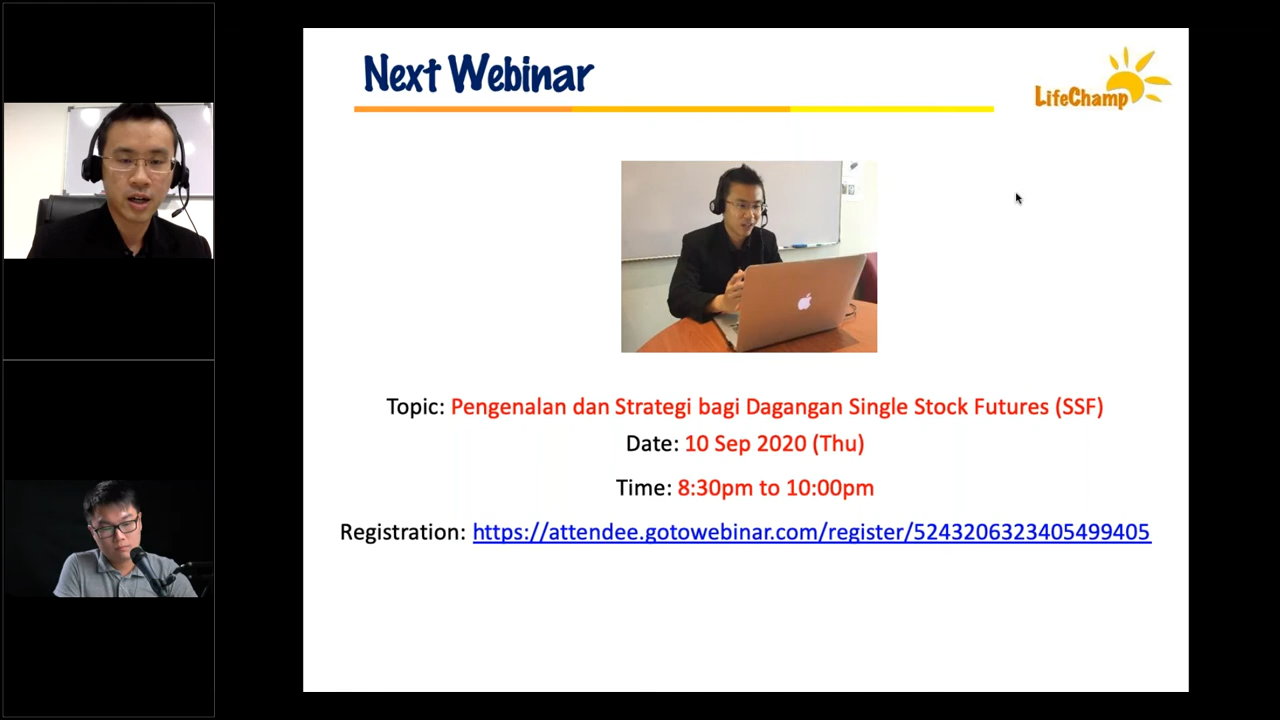 Next Webinar
LifeChamp
Topic: Pengenalan dan Strategi bagi Dagangan Single Stock Futures (SSF)
Date: 10 Sep 2020 (Thu)
Time: 8:30pm to 10:00pm
Registration: https://attendee.gotowebinar.com/register/5243206323405499405